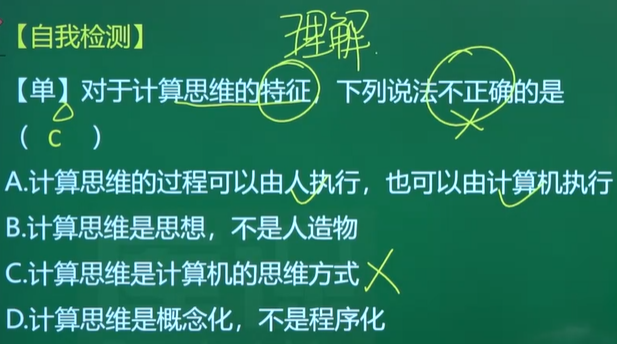 【自我检测】
理解.
【单】对于计算思维的特征，下列说法不正确的是
（ C ）
A.计算思维的过程可以由人执行，也可以由计算机执行
B.计算思维是思想，不是人造物
C.计算思维是计算机的思维方式
D.计算思维是概念化，不是程序化